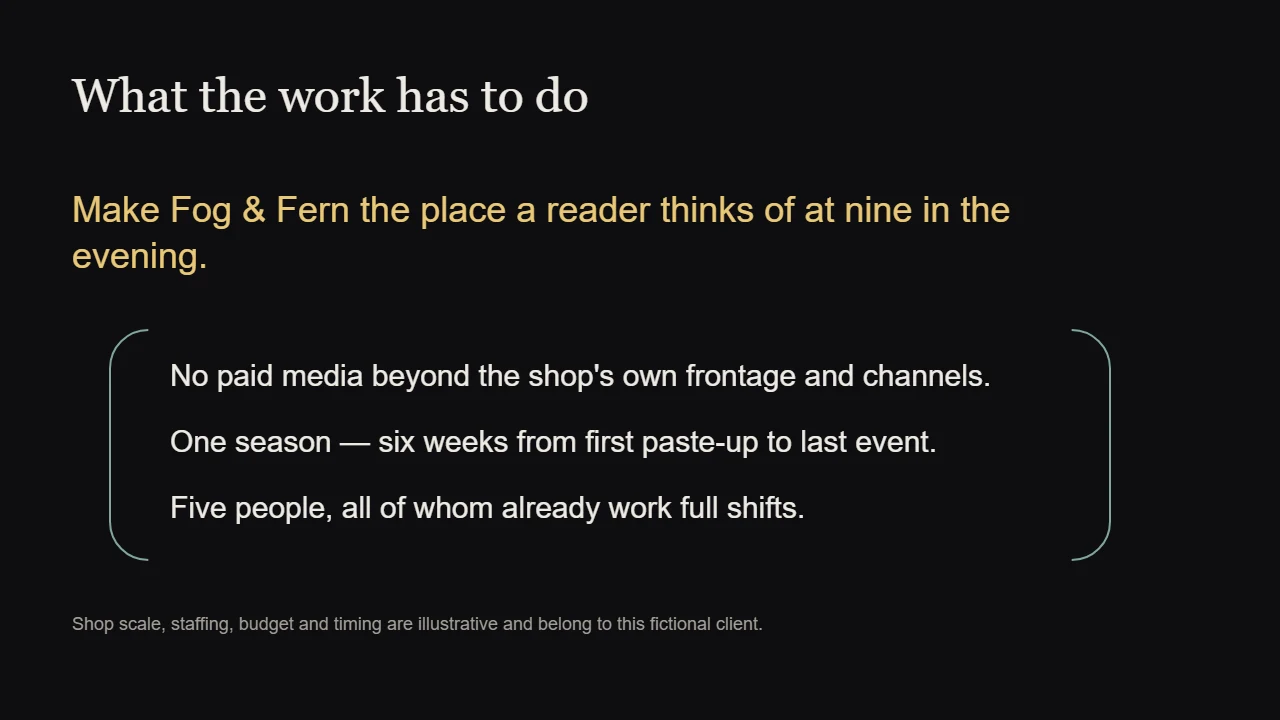 What the work has to do
Make Fog & Fern the place a reader thinks of at nine in the
evening.
No paid media beyond the shop's own frontage and channels.
One season — six weeks from first paste-up to last event.
Five people, all of whom already work full shifts.
Shop scale, staffing, budget and timing are illustrative and belong to this fictional client.